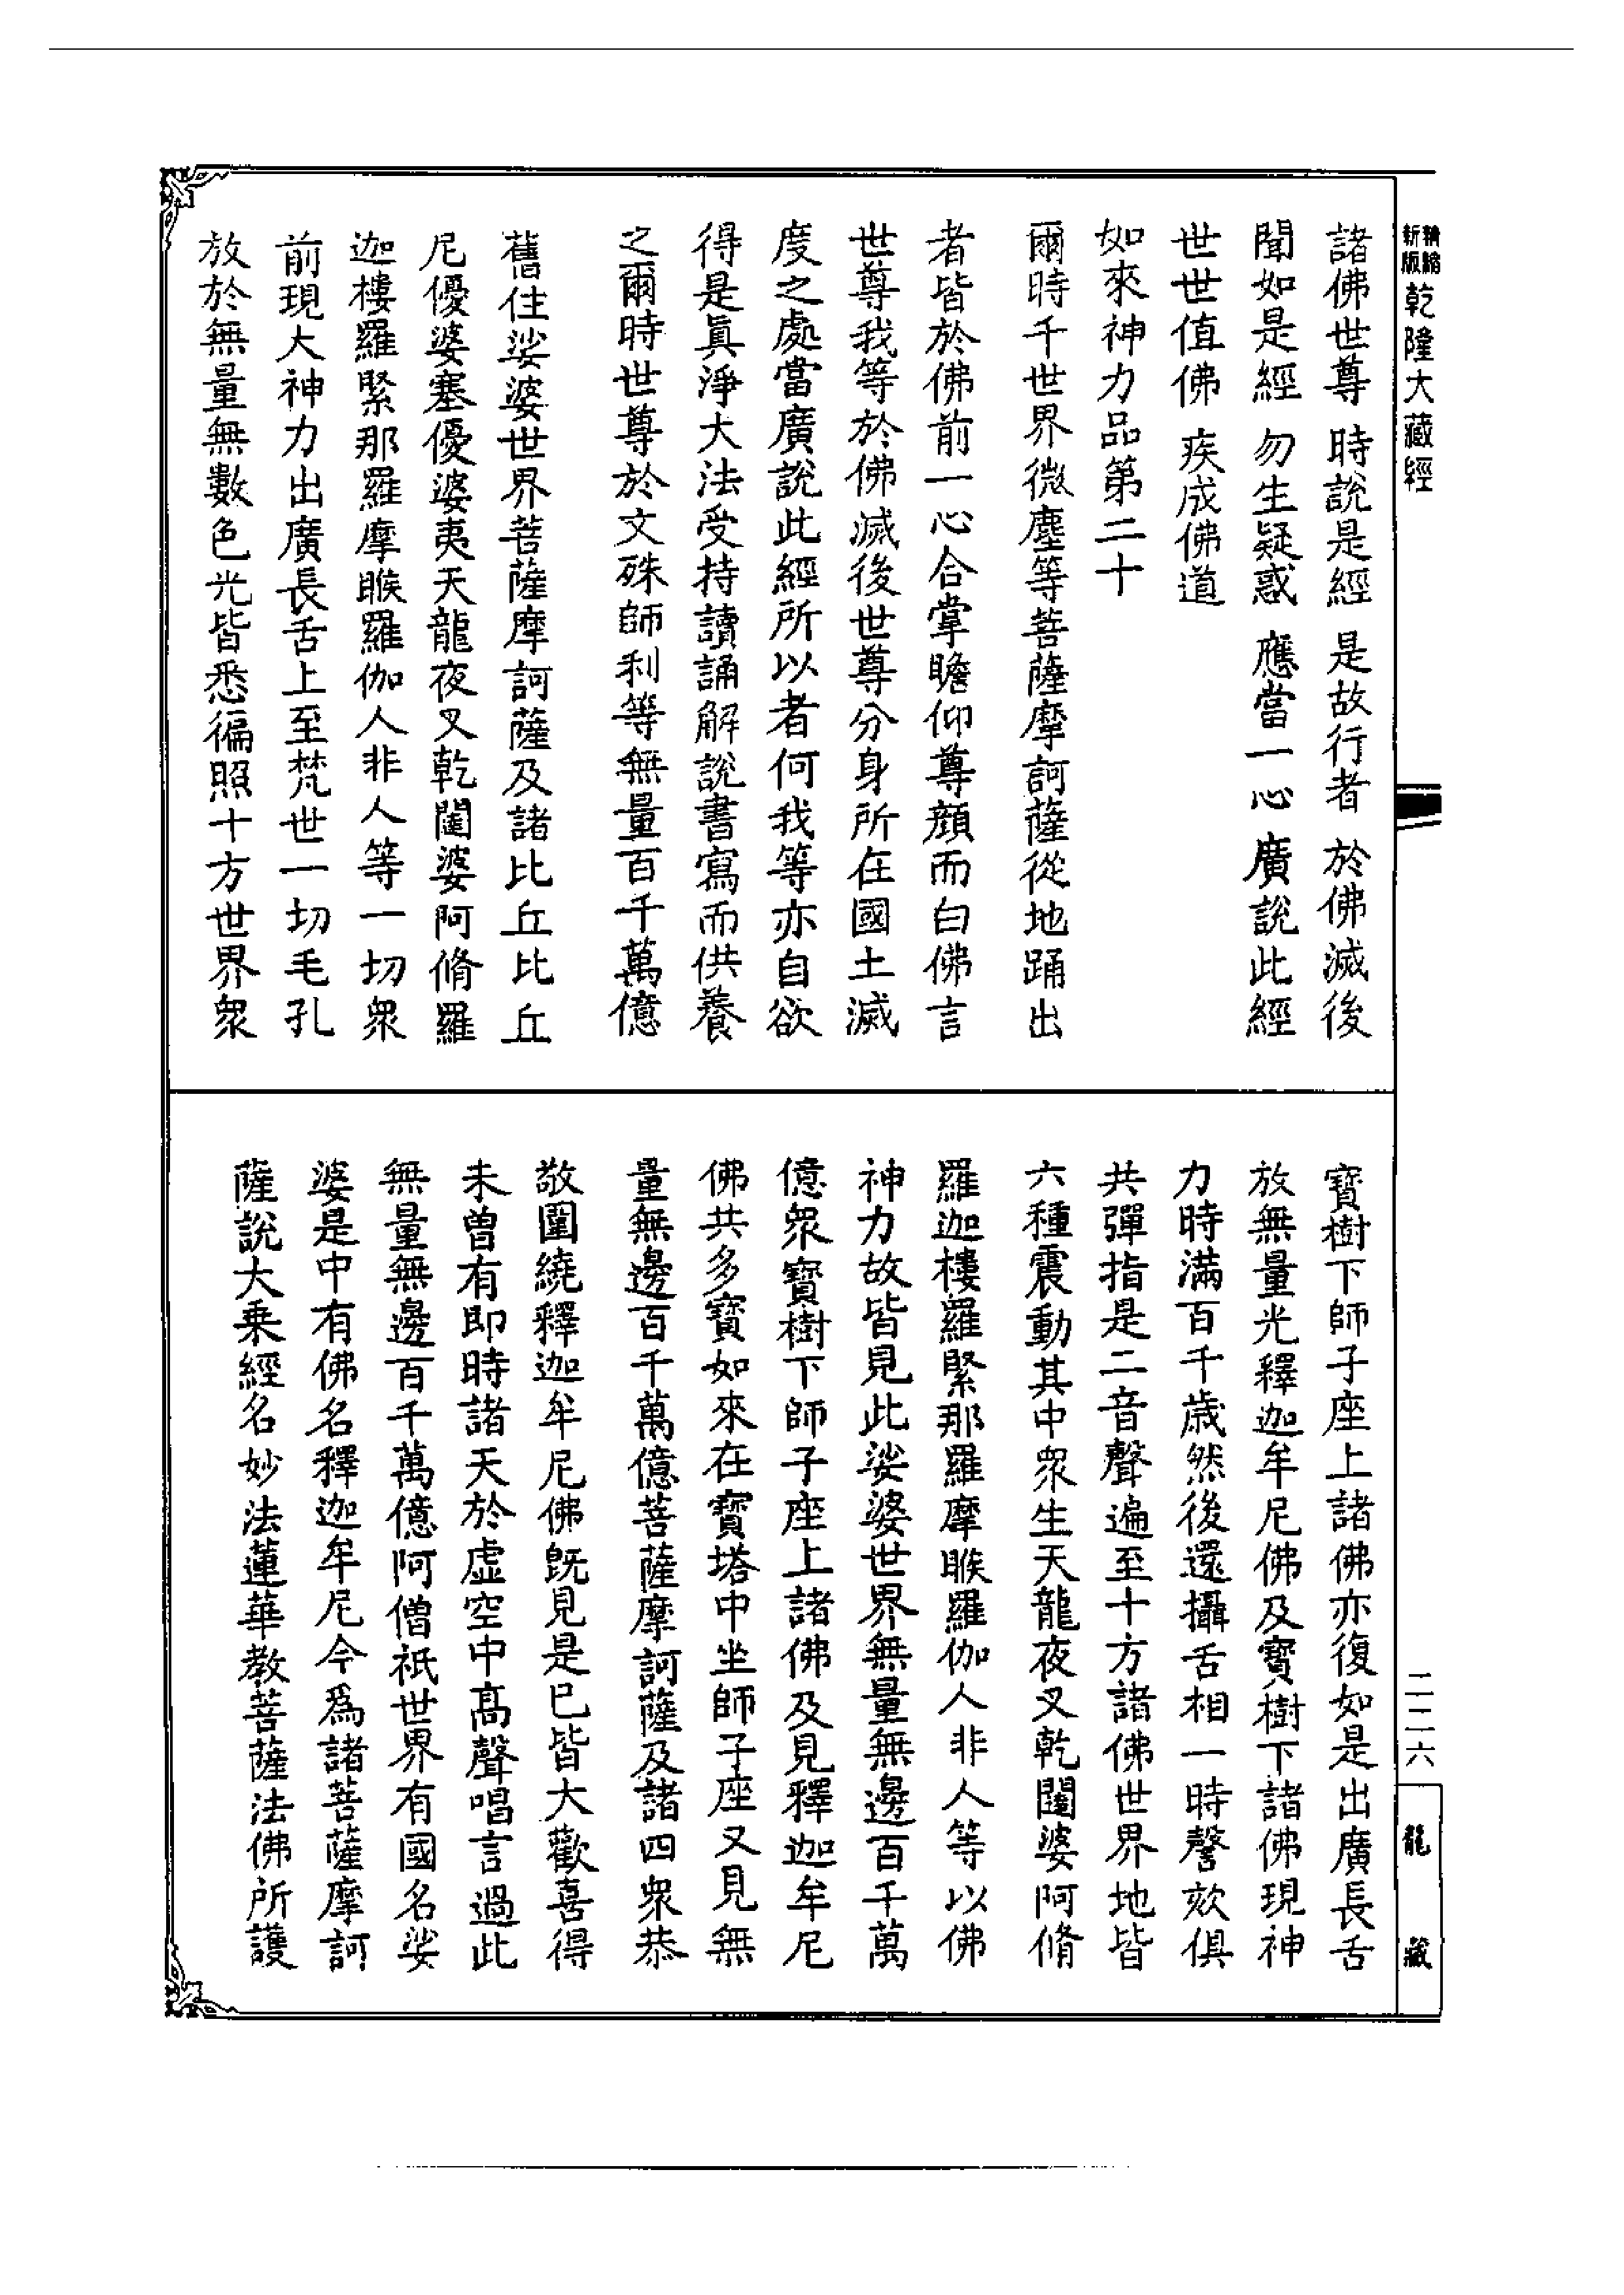 精縮新版乾隆大藏經
諸佛世尊　時說是經　是故行者　於佛滅後
聞如是經　勿生疑惑　應當一心　廣說此經
世世值佛　疾成佛道
如來神力品第二十
爾時千世界微塵等菩薩摩訶薩從地踊出
者皆於佛前一心合掌瞻仰尊顏而白佛言
世尊我等於佛滅後世尊分身所在國土滅
度之處當廣說此經所以者何我等亦自欲
得是眞淨大法受持讀誦解說書寫而供養
之爾時世尊於文殊師利等無量百千萬億
舊住娑婆世界菩薩摩訶薩及諸比丘比丘
尼優婆塞優婆夷天龍夜叉乾闥婆阿脩羅
迦樓羅緊那羅摩睺羅伽人非人等一切衆
前現大神力出廣長舌上至梵世一切毛孔
放於無量無數色光皆悉徧照十方世界衆
寶樹下師子座上諸佛亦復如是出廣長舌
放無量光釋迦牟尼佛及寶樹下諸佛現神
力時滿百千歲然後還攝舌相一時謦欬俱
共彈指是二音聲遍至十方諸佛世界地皆
六種震動其中衆生天龍夜叉乾闥婆阿脩
羅迦樓羅緊那羅摩睺羅伽人非人等以佛
神力故皆見此娑婆世界無量無邊百千萬
億衆寶樹下師子座上諸佛及見釋迦牟尼
佛共多寶如來在寶塔中坐師子座又見無
量無邊百千萬億菩薩摩訶薩及諸四衆恭
敬圍繞釋迦牟尼佛既見是已皆大歡喜得
未曾有即時諸天於虛空中高聲唱言過此
無量無邊百千萬億阿僧祇世界有國名娑
婆是中有佛名釋迦牟尼今爲諸菩薩摩訶
薩說大乘經名妙法蓮華教菩薩法佛所護
二二六
龍藏